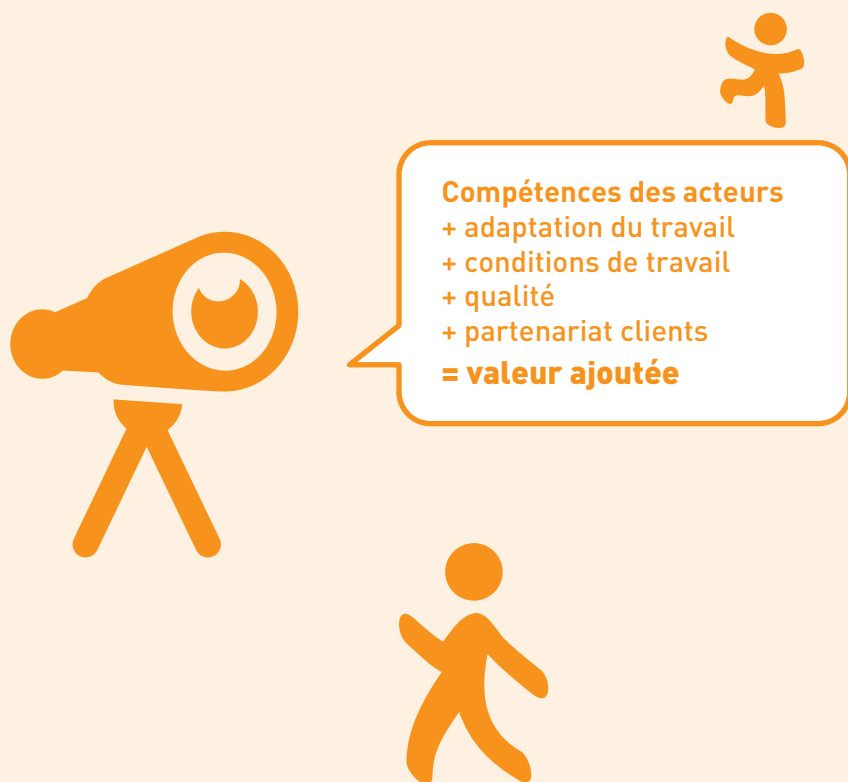 Compétences des acteurs
+ adaptation du travail
+ conditions de travail
+ qualité
+ partenariat clients
= valeur ajoutée